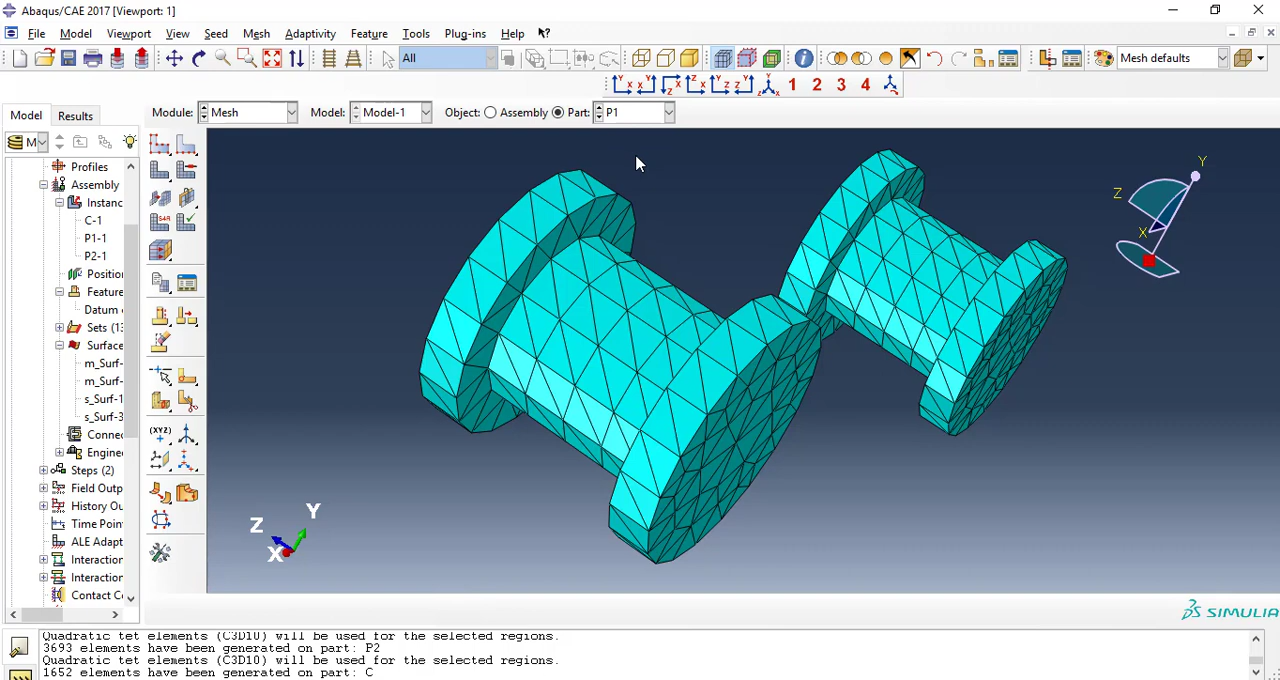 Abaqus/CAE 2017 [Viewport: 1]
File Model Viewport View Seed Mesh Adaptivity Feature Tools Plug-ins Help
All
Mesh defaults
1 2 3 4
Model Results
Module: Mesh Model: Model-1 Object: Assembly Part: P1
M
Profiles
Assembly
Instanc
C-1
P1-1
P2-1
Positio
Feature
Datum
Sets (13
Surface
m_Surf-
m_Surf-
s_Surf-1
s_Surf-3
Connec
Engine
Steps (2)
Field Outp
History Ou
Time Point
ALE Adapt
Interaction
Interaction
Contact Co
(XYZ)
Y
Z
X
Y
Z
X
SIMULIA
Quadratic tet elements (C3D10) will be used for the selected regions.
3693 elements have been generated on part: P2
Quadratic tet elements (C3D10) will be used for the selected regions.
1652 elements have been generated on part: C